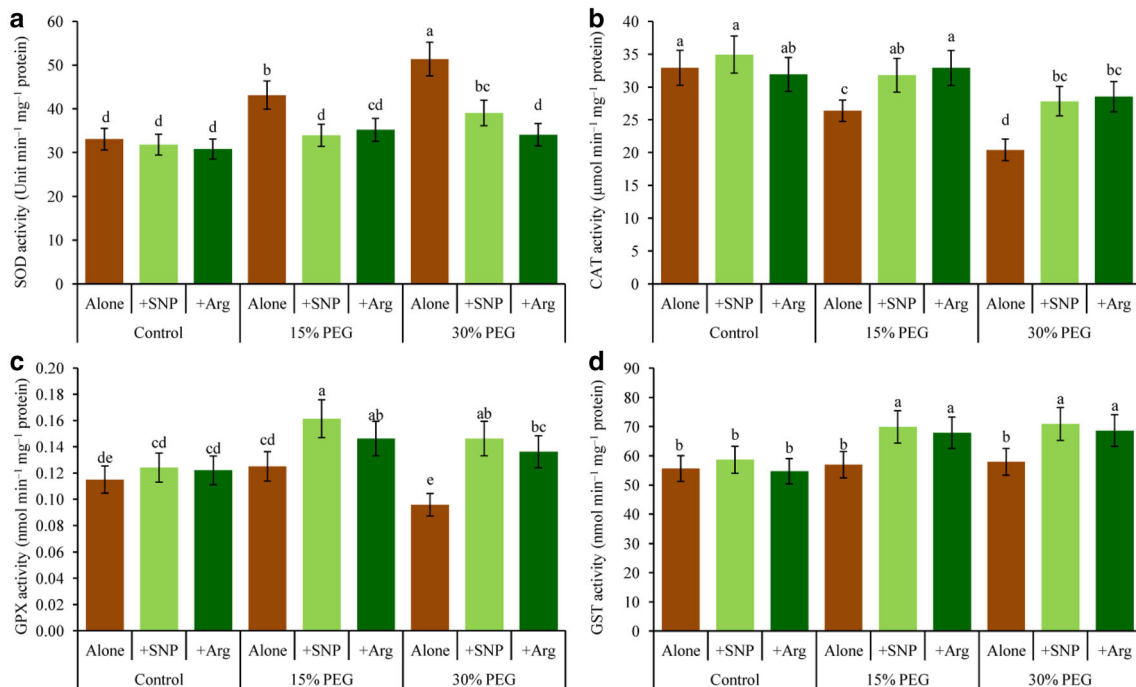 a
SOD activity (Unit min⁻¹ mg⁻¹ protein)
60
50
40
30
20
10
0
d d d b d cd a bc d
Alone +SNP +Arg Alone +SNP +Arg Alone +SNP +Arg
Control 15% PEG 30% PEG
b
CAT activity (µmol min⁻¹ mg⁻¹ protein)
40
35
30
25
20
15
10
5
0
a a ab c ab a d bc bc
Alone +SNP +Arg Alone +SNP +Arg Alone +SNP +Arg
Control 15% PEG 30% PEG
c
GPX activity (nmol min⁻¹ mg⁻¹ protein)
0.20
0.18
0.16
0.14
0.12
0.10
0.08
0.06
0.04
0.02
0.00
de cd cd cd a ab e ab bc
Alone +SNP +Arg Alone +SNP +Arg Alone +SNP +Arg
Control 15% PEG 30% PEG
d
GST activity (nmol min⁻¹ mg⁻¹ protein)
90
80
70
60
50
40
30
20
10
0
b b b b a a b a a
Alone +SNP +Arg Alone +SNP +Arg Alone +SNP +Arg
Control 15% PEG 30% PEG